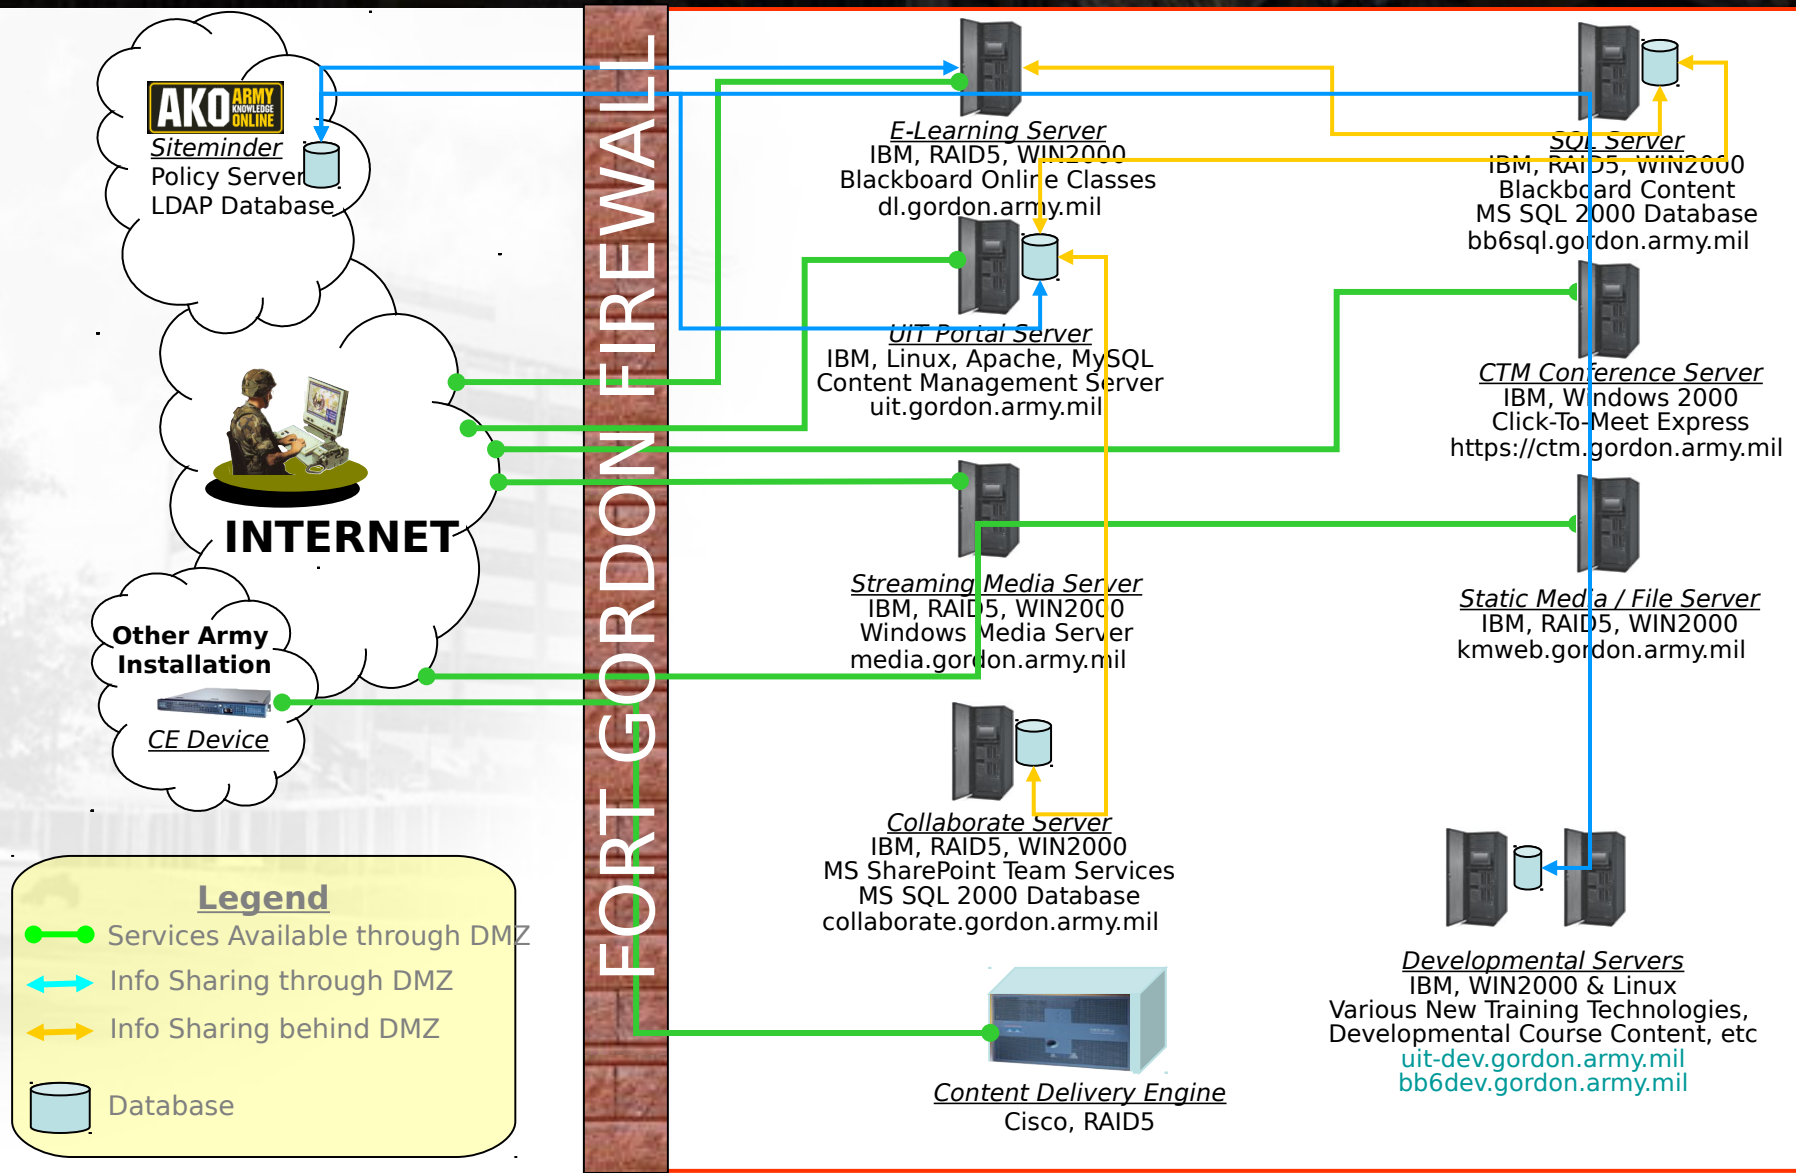 AKO ARMY KNOWLEDGE ONLINE
Siteminder
Policy Server
LDAP Database
INTERNET
Other Army
Installation
CE Device
Legend
Services Available through DMZ
Info Sharing through DMZ
Info Sharing behind DMZ
Database
FORT GORDON FIREWALL
E-Learning Server
IBM, RAID5, WIN2000
Blackboard Online Classes
dl.gordon.army.mil
UIT Portal Server
IBM, Linux, Apache, MySQL
Content Management Server
uit.gordon.army.mil
Streaming Media Server
IBM, RAID5, WIN2000
Windows Media Server
media.gordon.army.mil
Collaborate Server
IBM, RAID5, WIN2000
MS SharePoint Team Services
MS SQL 2000 Database
collaborate.gordon.army.mil
Content Delivery Engine
Cisco, RAID5
SQL Server
IBM, RAID5, WIN2000
Blackboard Content
MS SQL 2000 Database
bb6sql.gordon.army.mil
CTM Conference Server
IBM, Windows 2000
Click-To-Meet Express
https://ctm.gordon.army.mil
Static Media / File Server
IBM, RAID5, WIN2000
kmweb.gordon.army.mil
Developmental Servers
IBM, WIN2000 & Linux
Various New Training Technologies,
Developmental Course Content, etc
uit-dev.gordon.army.mil
bb6dev.gordon.army.mil